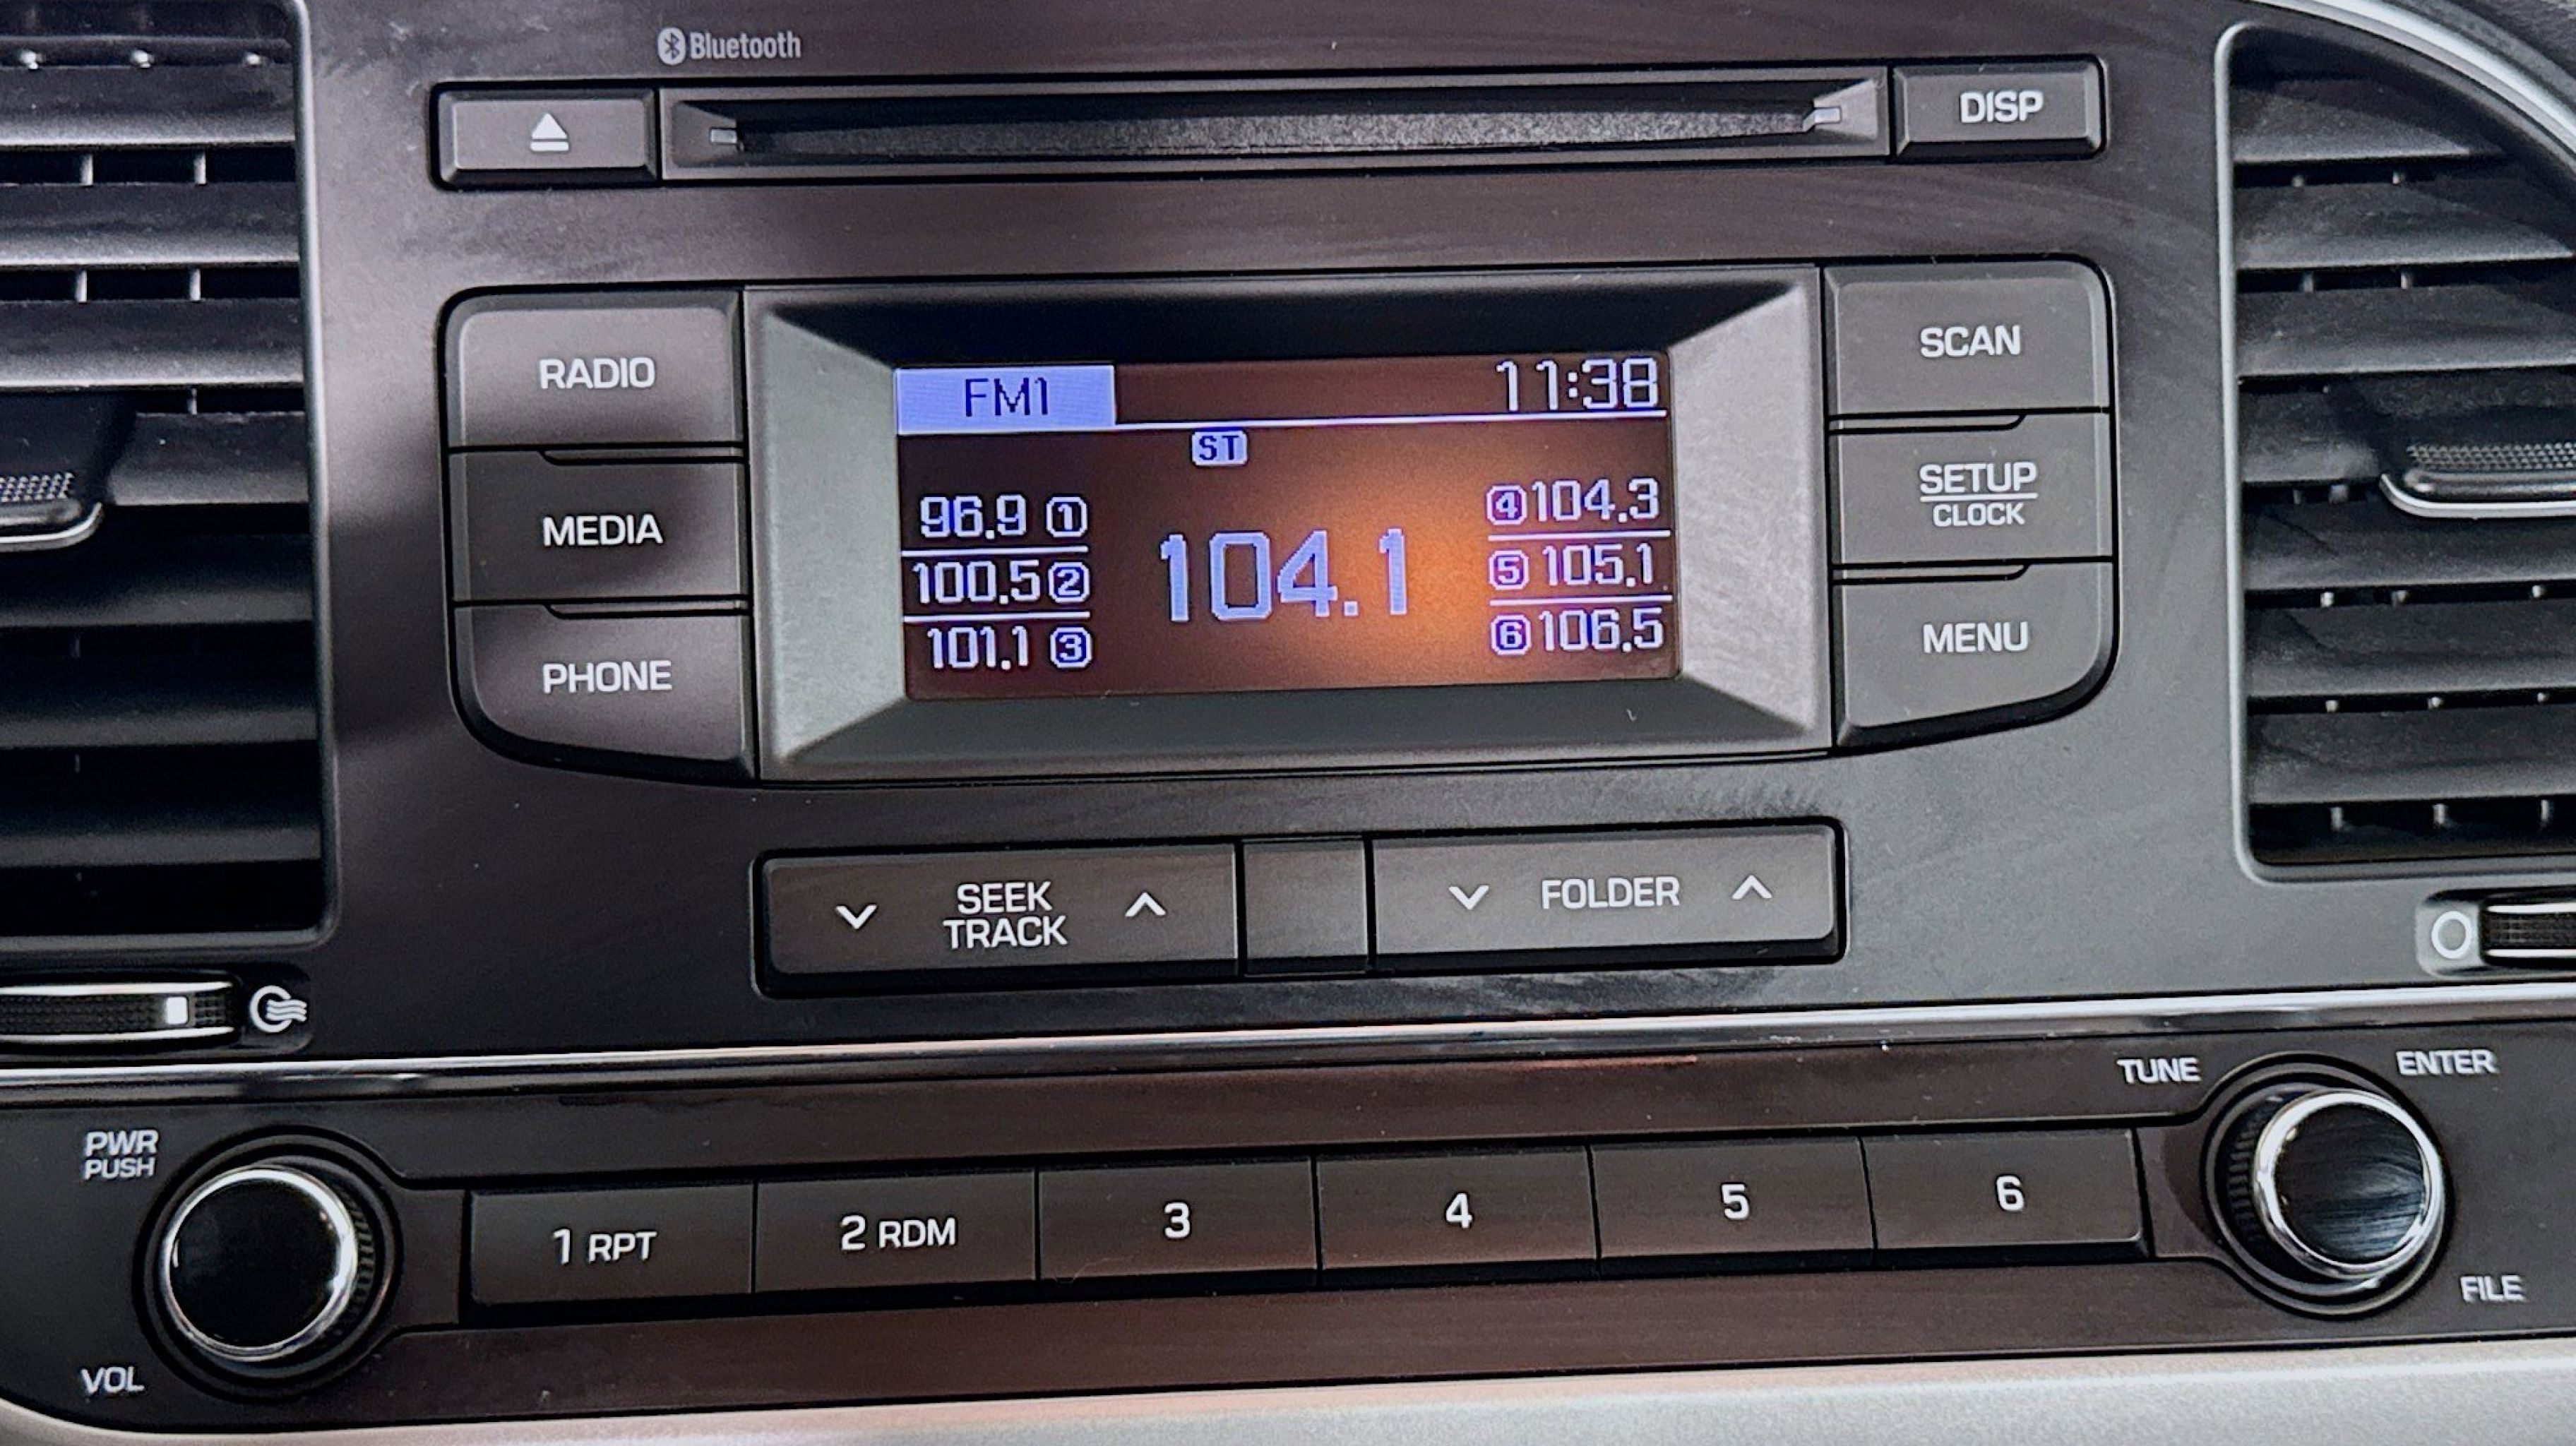 Bluetooth
DISP
RADIO
MEDIA
PHONE
FM1 11:38
ST
96.9 1
100.5 2
101.1 3
104.1
4 104.3
5 105.1
6 106.5
SCAN
SETUP
CLOCK
MENU
SEEK
TRACK
FOLDER
PWR
PUSH
VOL
1 RPT
2 RDM
3
4
5
6
TUNE
ENTER
FILE